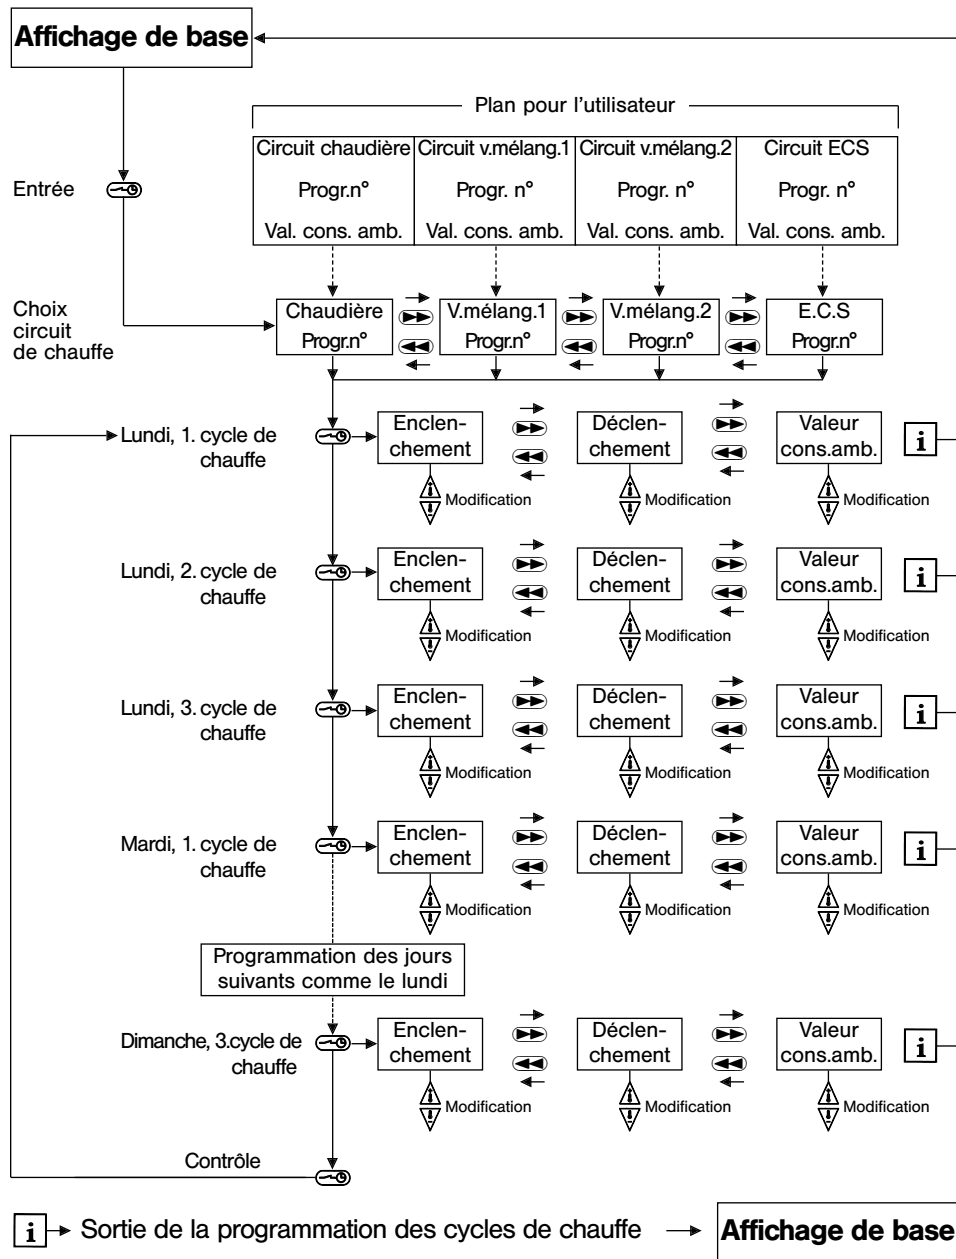 Affichage de base
Plan pour l'utilisateur
Circuit chaudière Circuit v.mélang.1 Circuit v.mélang.2 Circuit ECS
Progr.n° Progr. n° Progr. n° Progr. n°
Val. cons. amb. Val. cons. amb. Val. cons. amb. Val. cons. amb.
Entrée
Choix
circuit
de chauffe
Chaudière V.mélang.1 V.mélang.2 E.C.S
Progr.n° Progr.n° Progr.n° Progr.n°
Lundi, 1. cycle de
chauffe
Enclen-
chement
Déclen-
chement
Valeur
cons.amb.
i
Modification Modification Modification
Lundi, 2. cycle de
chauffe
Enclen-
chement
Déclen-
chement
Valeur
cons.amb.
i
Modification Modification Modification
Lundi, 3. cycle de
chauffe
Enclen-
chement
Déclen-
chement
Valeur
cons.amb.
i
Modification Modification Modification
Mardi, 1. cycle de
chauffe
Enclen-
chement
Déclen-
chement
Valeur
cons.amb.
i
Modification Modification Modification
Programmation des jours
suivants comme le lundi
Dimanche, 3.cycle de
chauffe
Enclen-
chement
Déclen-
chement
Valeur
cons.amb.
i
Modification Modification Modification
Contrôle
i Sortie de la programmation des cycles de chauffe Affichage de base